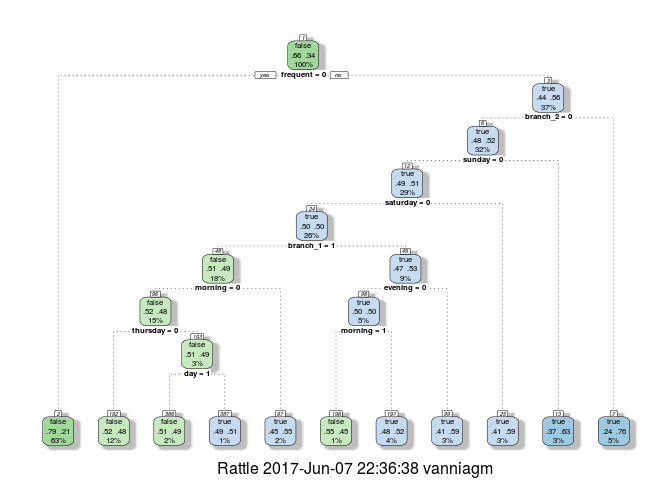 1
false
.66 .34
100%
yes frequent = 0 no
3
true
.44 .56
37%
branch_2 = 0
6
true
.48 .52
32%
sunday = 0
12
true
.49 .51
29%
saturday = 0
24
true
.50 .50
26%
branch_1 = 1
48
false
.51 .49
18%
morning = 0
49
true
.47 .53
9%
evening = 0
96
false
.52 .48
15%
thursday = 0
98
true
.50 .50
5%
morning = 1
193
false
.51 .49
3%
day = 1
2
false
.79 .21
63%
192
false
.52 .48
12%
386
false
.51 .49
2%
387
true
.49 .51
1%
97
true
.45 .55
2%
196
false
.55 .45
1%
197
true
.48 .52
4%
99
true
.41 .59
3%
25
true
.41 .59
3%
13
true
.37 .63
3%
7
true
.24 .76
5%
Rattle 2017-Jun-07 22:36:38 vanniagm